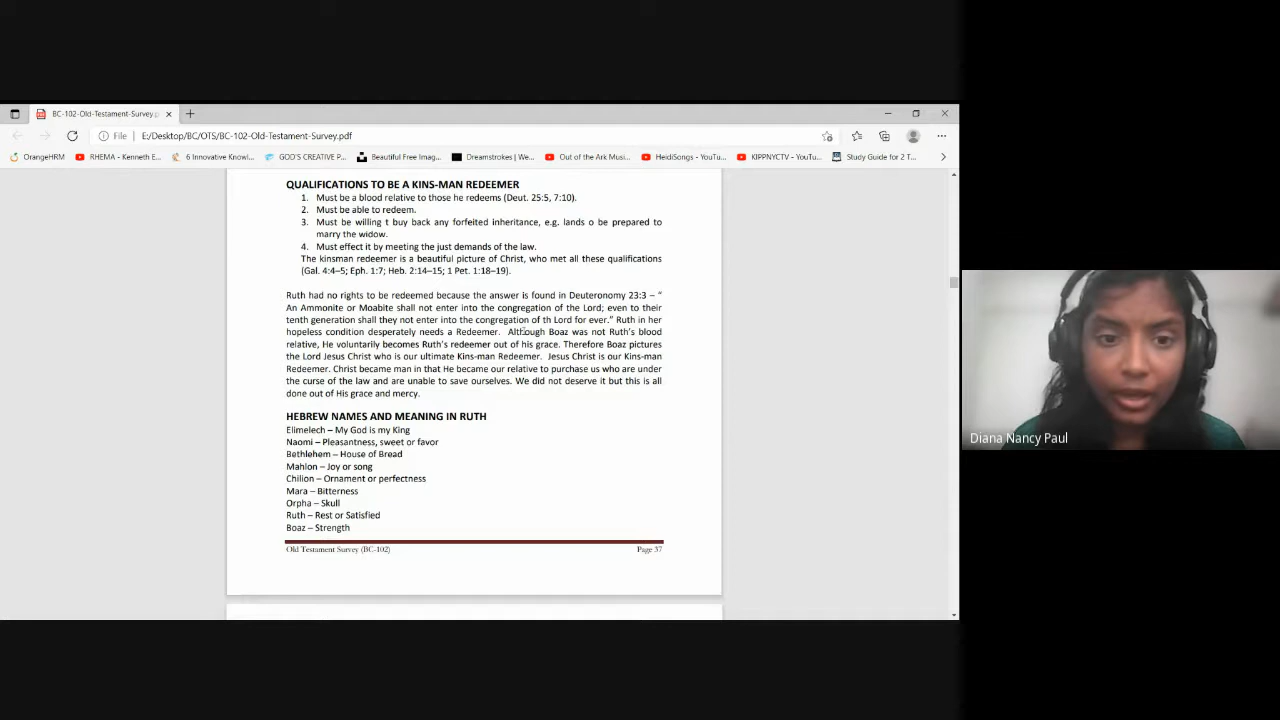 BC-102-Old-Testament-Survey.p
File E:/Desktop/BC/OTS/BC-102-Old-Testament-Survey.pdf
OrangeHRM RHEMA - Kenneth E... 6 Innovative Knowl... GOD'S CREATIVE P... Beautiful Free Imag... Dreamstrokes | We... Out of the Ark Musi... HeidiSongs - YouTu... KIPPNYCTV - YouTu... Study Guide for 2 T...
QUALIFICATIONS TO BE A KINS-MAN REDEEMER
1. Must be a blood relative to those he redeems (Deut. 25:5, 7:10).
2. Must be able to redeem.
3. Must be willing t buy back any forfeited inheritance, e.g. lands o be prepared to
marry the widow.
4. Must effect it by meeting the just demands of the law.
The kinsman redeemer is a beautiful picture of Christ, who met all these qualifications
(Gal. 4:4–5; Eph. 1:7; Heb. 2:14–15; 1 Pet. 1:18–19).
Ruth had no rights to be redeemed because the answer is found in Deuteronomy 23:3 – “
An Ammonite or Moabite shall not enter into the congregation of the Lord; even to their
tenth generation shall they not enter into the congregation of th Lord for ever.” Ruth in her
hopeless condition desperately needs a Redeemer. Although Boaz was not Ruth's blood
relative, He voluntarily becomes Ruth's redeemer out of his grace. Therefore Boaz pictures
the Lord Jesus Christ who is our ultimate Kins-man Redeemer. Jesus Christ is our Kins-man
Redeemer. Christ became man in that He became our relative to purchase us who are under
the curse of the law and are unable to save ourselves. We did not deserve it but this is all
done out of His grace and mercy.
HEBREW NAMES AND MEANING IN RUTH
Elimelech – My God is my King
Naomi – Pleasantness, sweet or favor
Bethlehem – House of Bread
Mahlon – Joy or song
Chilion – Ornament or perfectness
Mara – Bitterness
Orpha – Skull
Ruth – Rest or Satisfied
Boaz – Strength
Old Testament Survey (BC-102) Page 37
Diana Nancy Paul